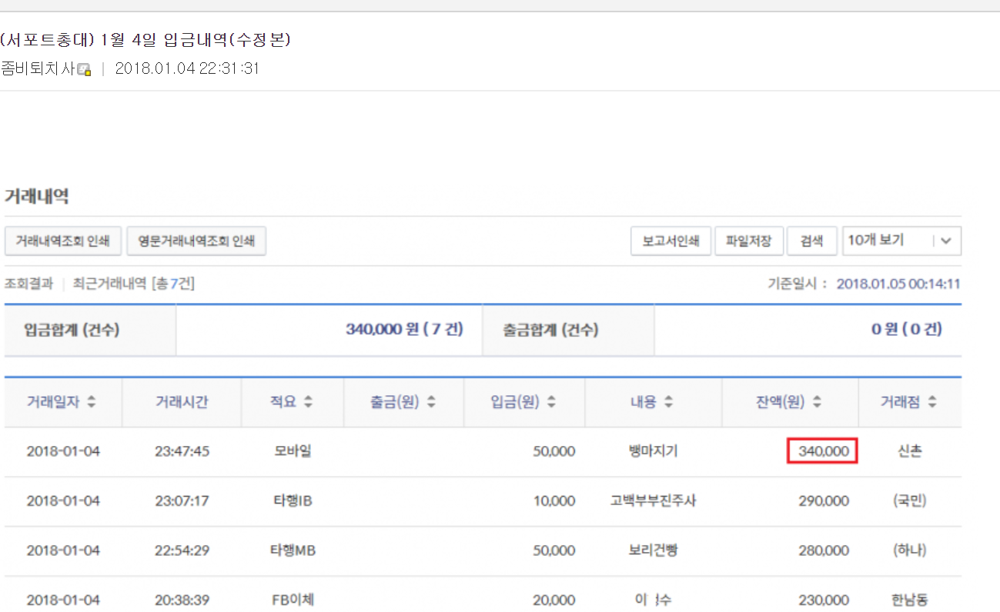 (서포트총대) 1월 4일 입금내역(수정본)
좀비퇴치사 | 2018.01.04 22:31:31
거래내역
거래내역조회 인쇄 영문거래내역조회 인쇄 보고서인쇄 파일저장 검색 10개 보기
조회결과 | 최근거래내역 [총 7건] 기준일시 : 2018.01.05 00:14:11
입금합계 (건수) 340,000 원 ( 7 건) 출금합계 (건수) 0 원 ( 0 건)
거래일자 거래시간 적요 출금(원) 입금(원) 내용 잔액(원) 거래점
2018-01-04 23:47:45 모바일 50,000 뱅마지기 340,000 신촌
2018-01-04 23:07:17 타행IB 10,000 고백부부진주사 290,000 (국민)
2018-01-04 22:54:29 타행MB 50,000 보리건빵 280,000 (하나)
2018-01-04 20:38:39 FB이체 20,000 230,000 한남동